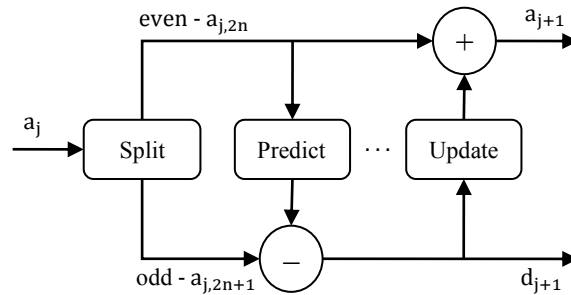 even - a_{j,2n}
a_{j+1}
+
a_j
Split
Predict
...
Update
−
odd - a_{j,2n+1}
d_{j+1}